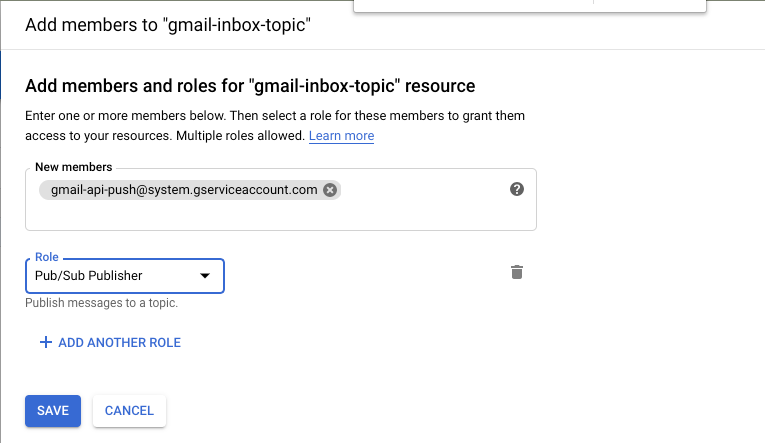 Add members to "gmail-inbox-topic"
Add members and roles for "gmail-inbox-topic" resource
Enter one or more members below. Then select a role for these members to grant them
access to your resources. Multiple roles allowed. Learn more
New members
gmail-api-push@system.gserviceaccount.com
Role
Pub/Sub Publisher
Publish messages to a topic.
ADD ANOTHER ROLE
SAVE CANCEL